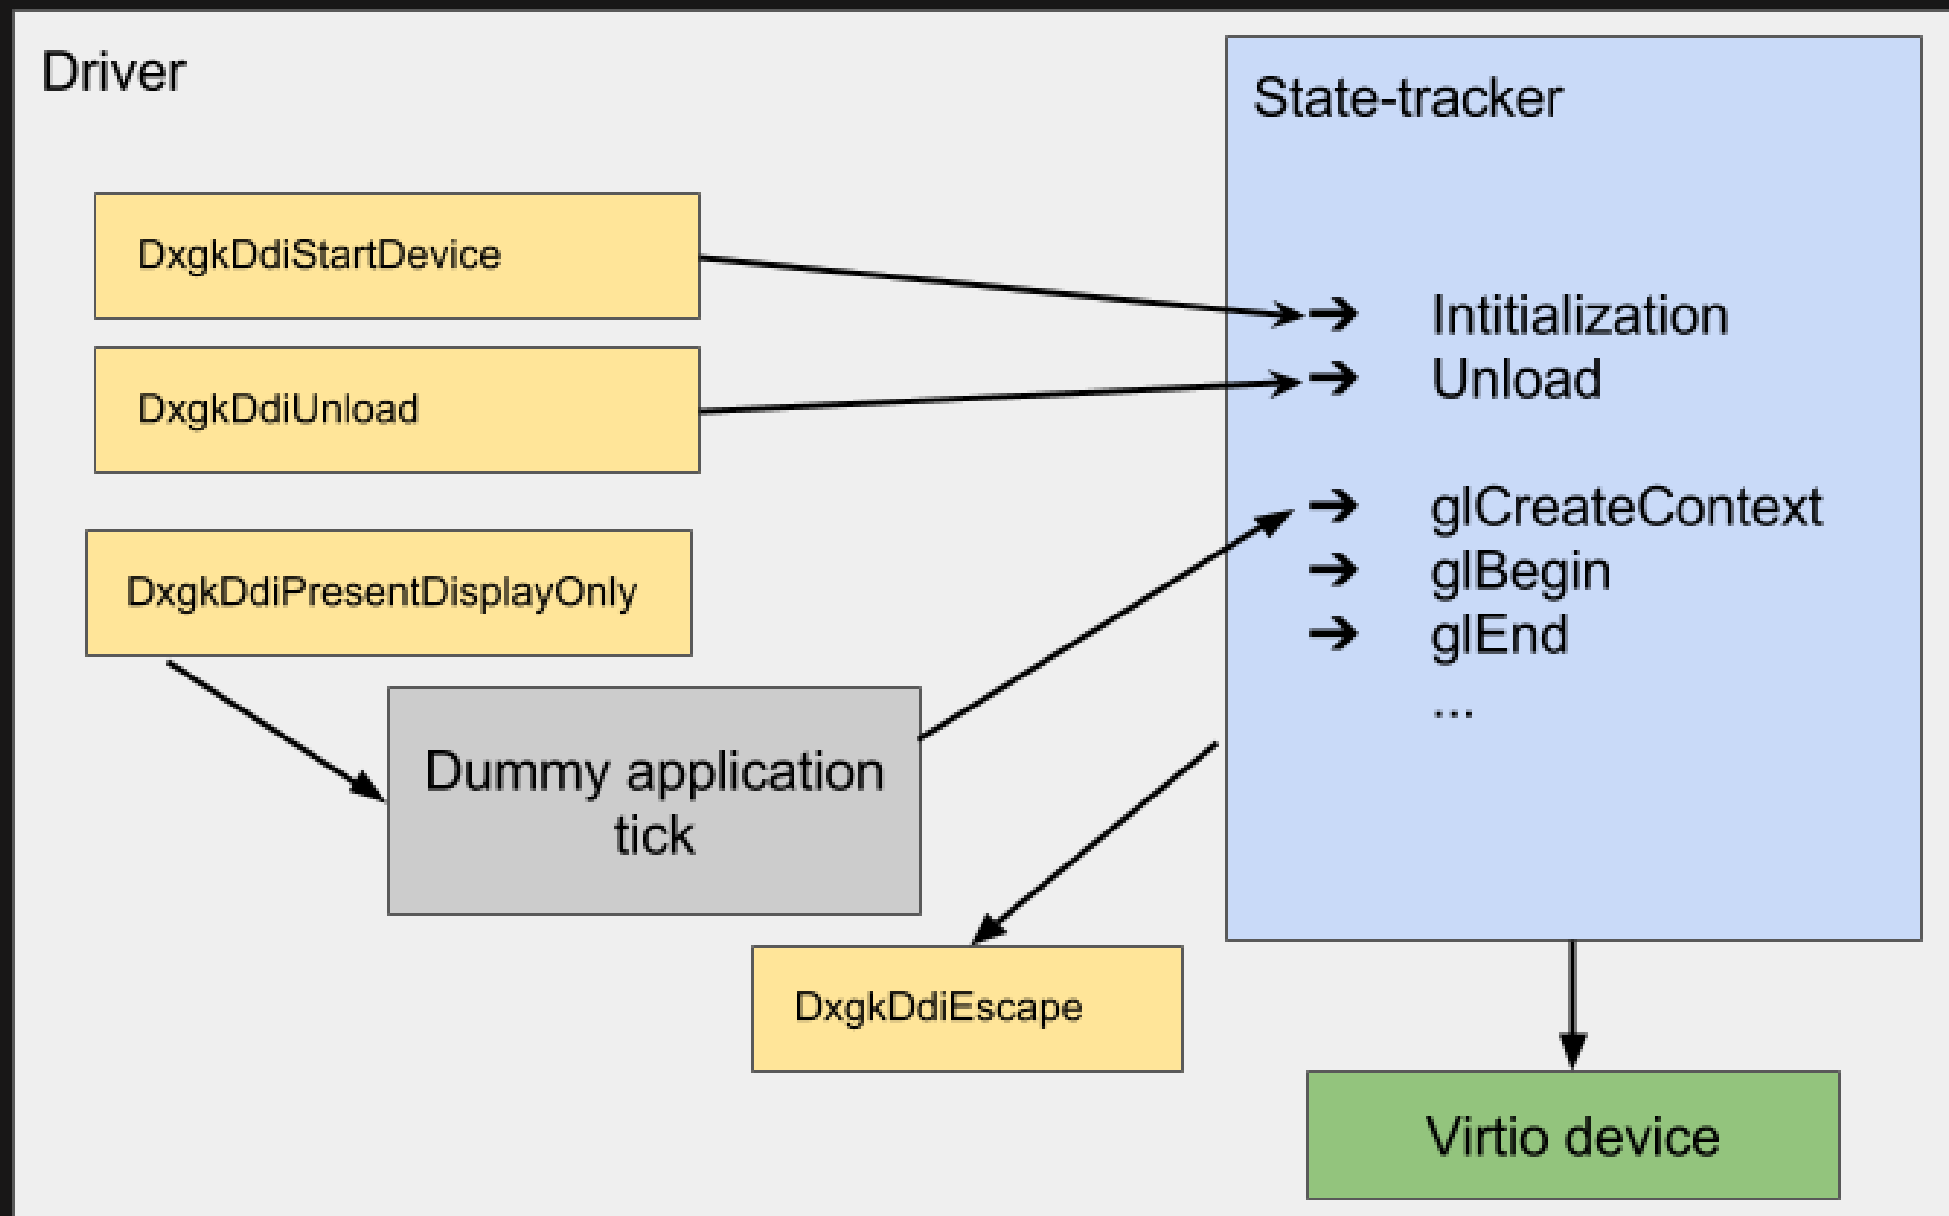 Driver
State-tracker
DxgkDdiStartDevice
DxgkDdiUnload
DxgkDdiPresentDisplayOnly
➔ Intitialization
➔ Unload
➔ glCreateContext
➔ glBegin
➔ glEnd
...
Dummy application
tick
DxgkDdiEscape
Virtio device